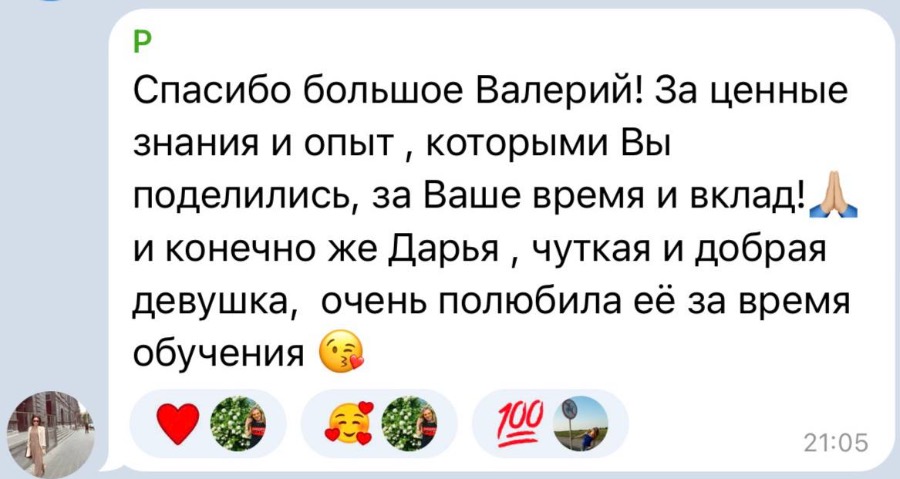 Р
Спасибо большое Валерий! За ценные
знания и опыт , которыми Вы
поделились, за Ваше время и вклад!🙏🏼
и конечно же Дарья , чуткая и добрая
девушка,  очень полюбила её за время
обучения 😘
21:05